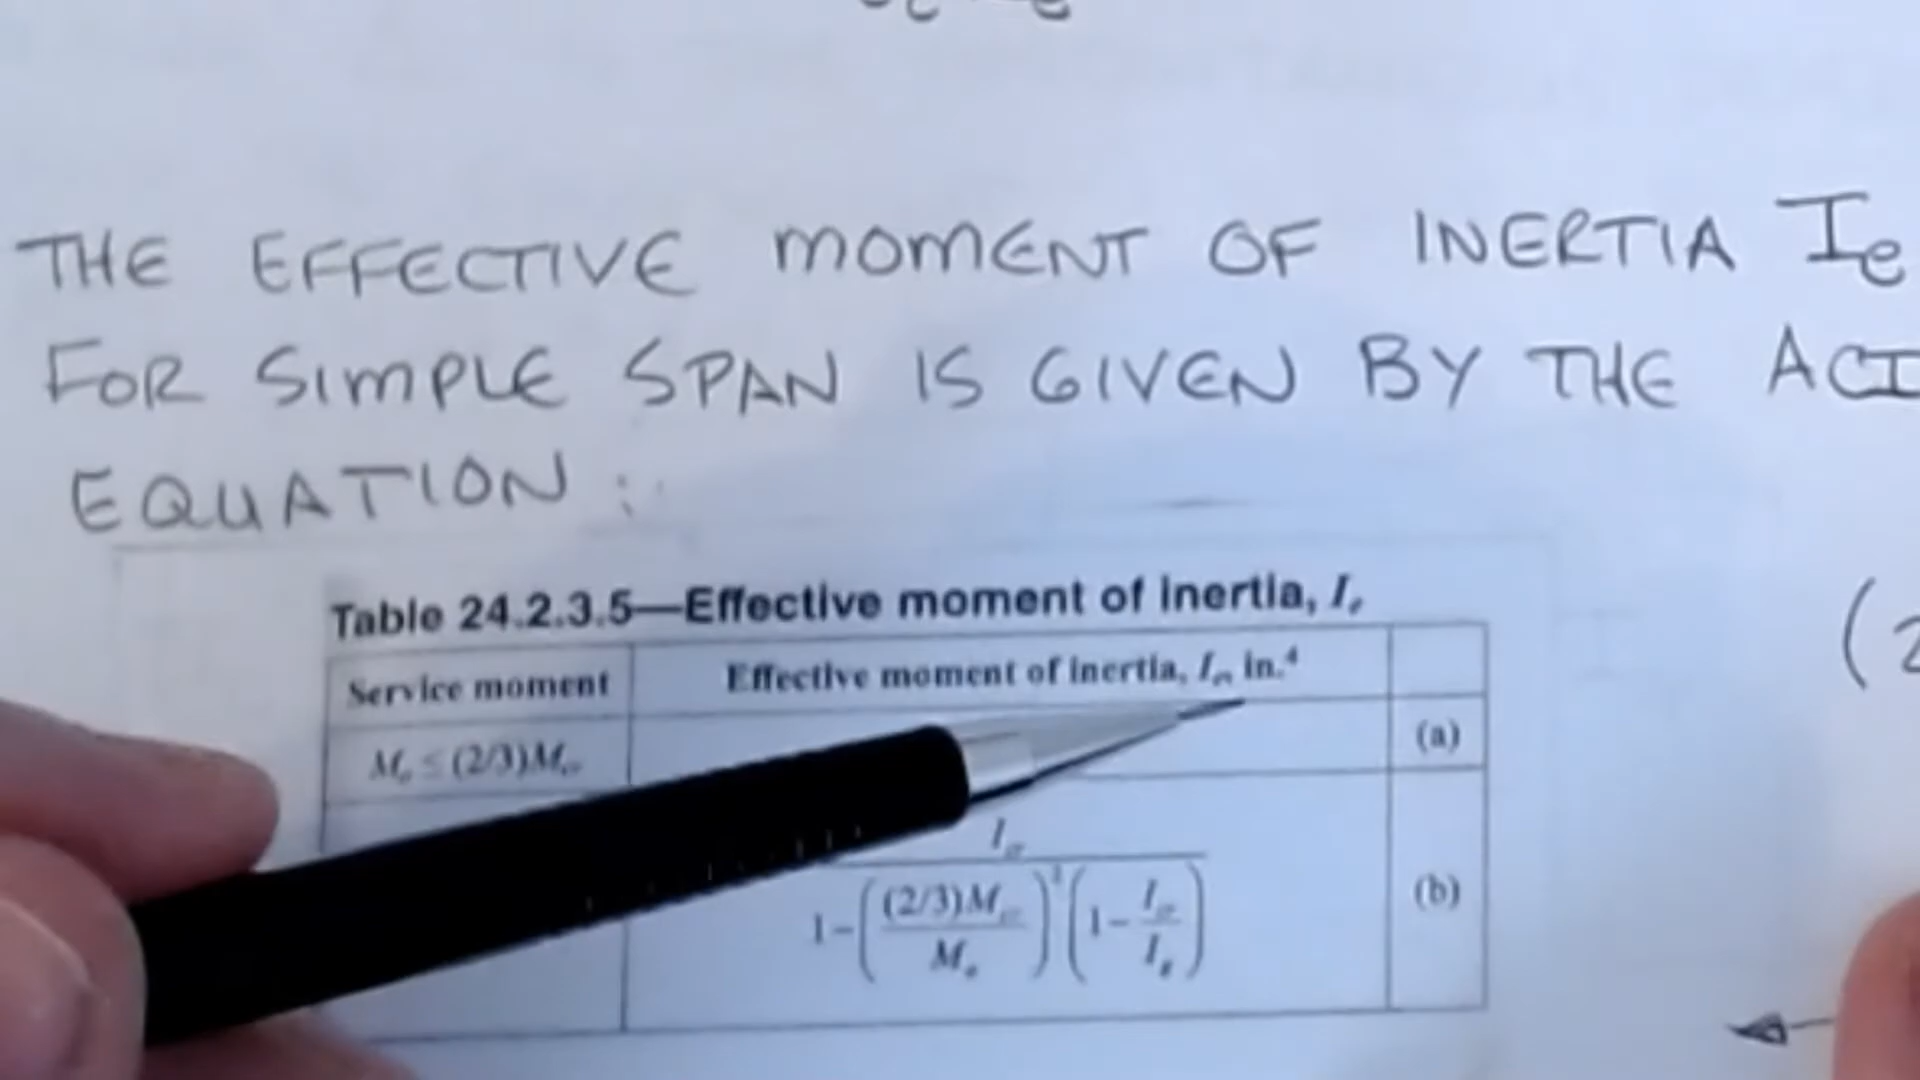 THE EFFECTIVE MOMENT OF INERTIA Ie
FOR SIMPLE SPAN IS GIVEN BY THE ACI
EQUATION :
Table 24.2.3.5—Effective moment of inertia, Ie
Service moment
Effective moment of inertia, Ie, in.⁴
Ma ≤ (2/3)Mcr
(a)
Icr
1-((2/3)Mcr / Ma)² (1- Icr / Ig)
(b)
(2